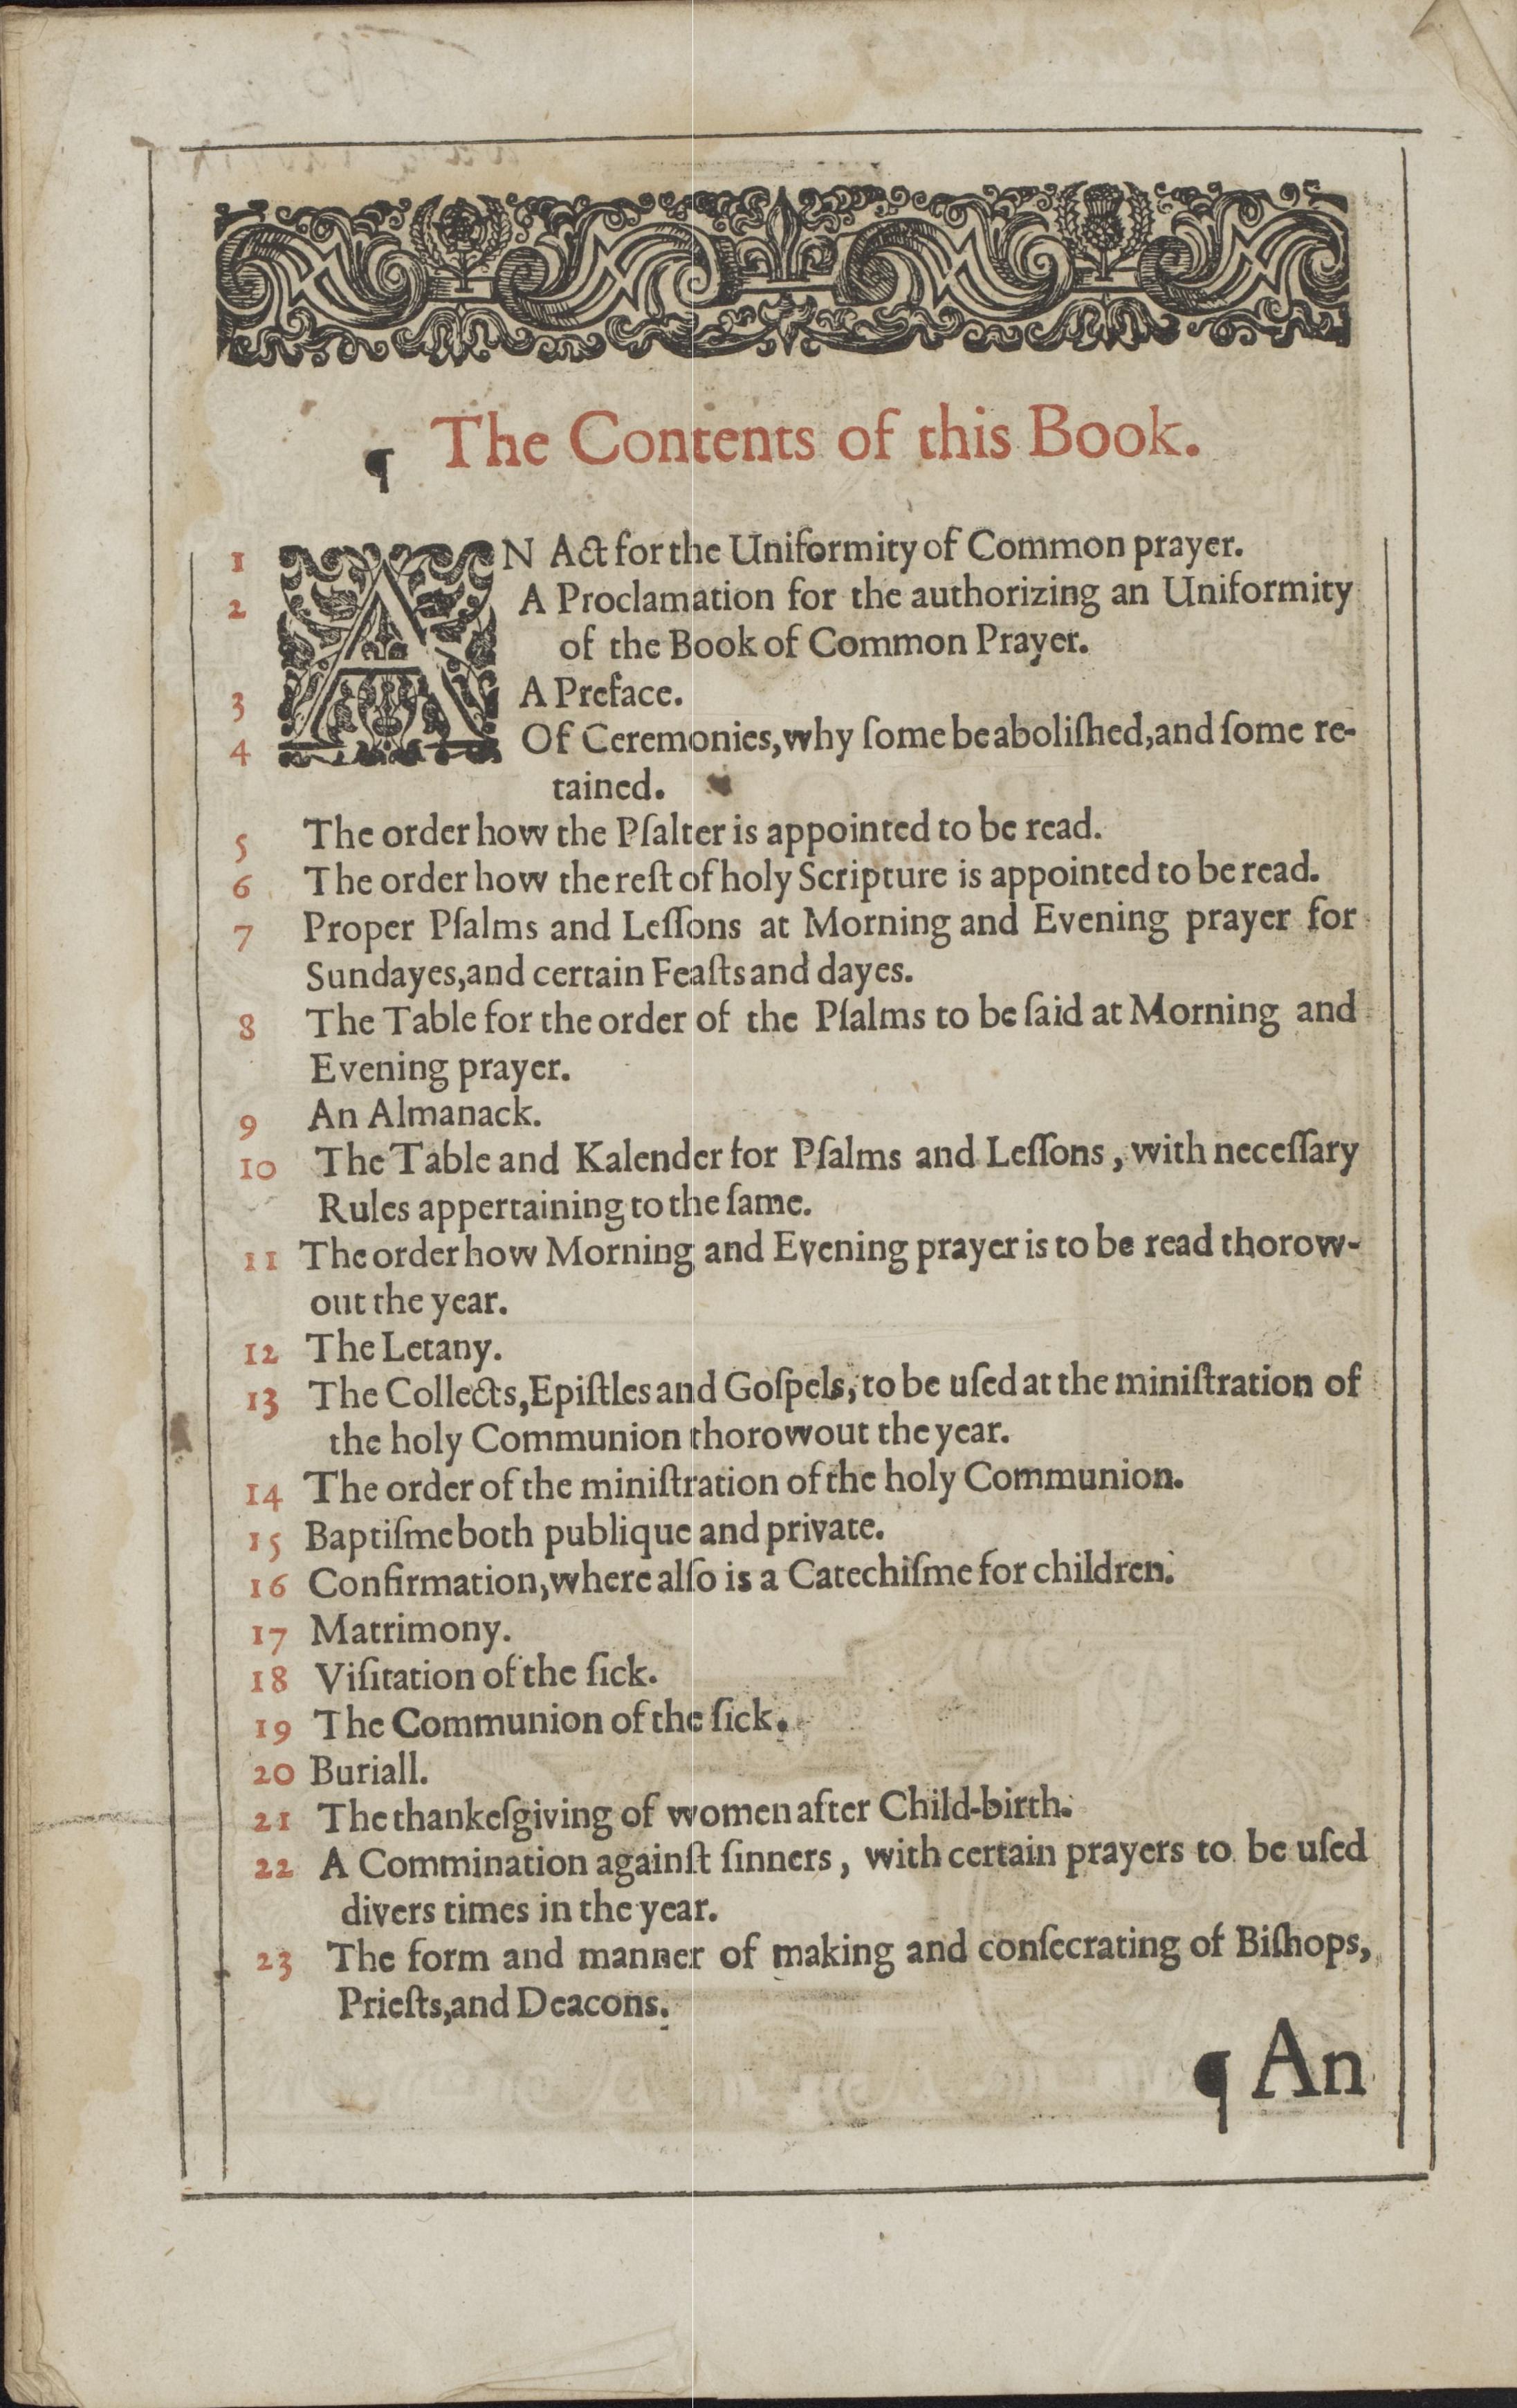 ¶ The Contents of this Book.
1 AN Act for the Uniformity of Common prayer.
2 A Proclamation for the authorizing an Uniformity
of the Book of Common Prayer.
3 A Preface.
4 Of Ceremonies, why ſome be aboliſhed, and ſome re-
tained.
5 The order how the Pſalter is appointed to be read.
6 The order how the reſt of holy Scripture is appointed to be read.
7 Proper Pſalms and Leſſons at Morning and Evening prayer for
Sundayes, and certain Feaſts and dayes.
8 The Table for the order of the Pſalms to be ſaid at Morning and
Evening prayer.
9 An Almanack.
10 The Table and Kalender for Pſalms and Leſſons, with neceſſary
Rules appertaining to the ſame.
11 The order how Morning and Evening prayer is to be read thorow-
out the year.
12 The Letany.
13 The Collects, Epiſtles and Goſpels, to be uſed at the miniſtration of
the holy Communion thorowout the year.
14 The order of the miniſtration of the holy Communion.
15 Baptiſme both publique and private.
16 Confirmation, where alſo is a Catechiſme for children.
17 Matrimony.
18 Viſitation of the ſick.
19 The Communion of the ſick.
20 Buriall.
21 The thankeſgiving of women after Child-birth.
22 A Commination againſt ſinners, with certain prayers to be uſed
divers times in the year.
23 The form and manner of making and conſecrating of Biſhops,
Prieſts, and Deacons.
¶ An